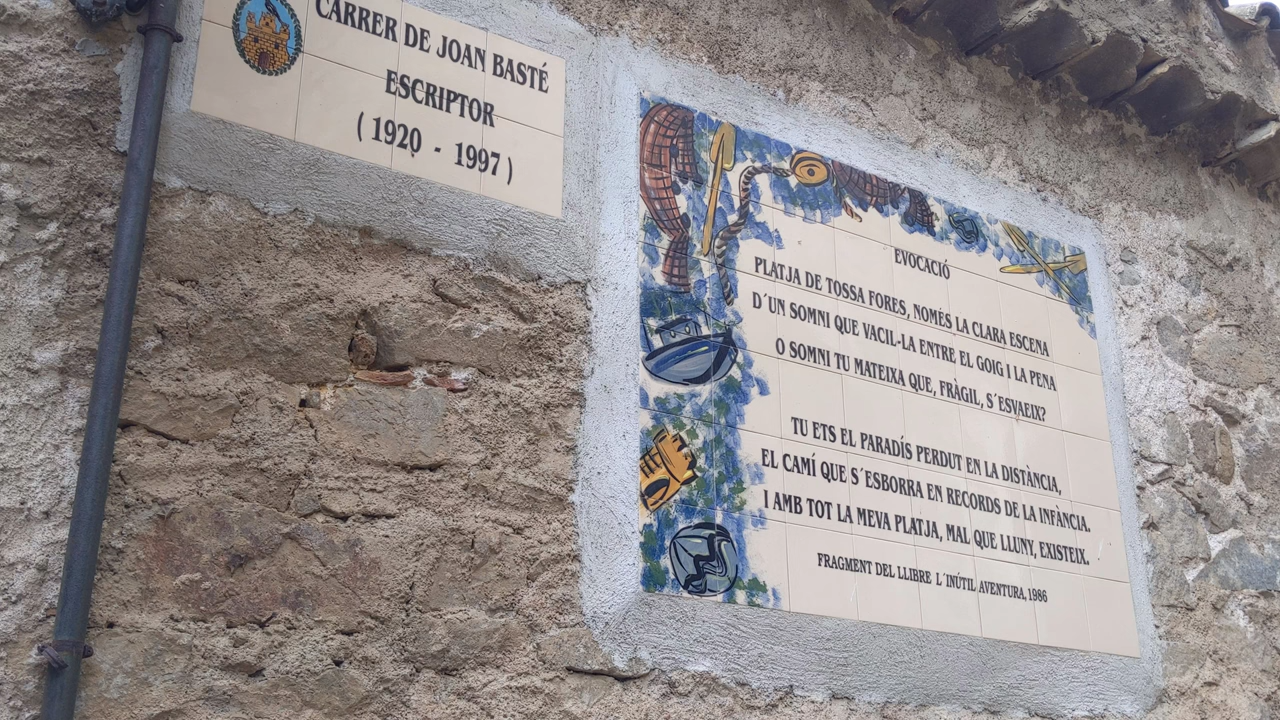 CARRER DE JOAN BASTÉ
ESCRIPTOR
(1920 - 1997)
EVOCACIÓ
PLATJA DE TOSSA FORES, NOMÈS LA CLARA ESCENA
D´UN SOMNI QUE VACIL-LA ENTRE EL GOIG I LA PENA
O SOMNI TU MATEIXA QUE, FRÀGIL, S´ESVAEIX?
TU ETS EL PARADÍS PERDUT EN LA DISTÀNCIA,
EL CAMÍ QUE S´ESBORRA EN RECORDS DE LA INFÀNCIA.
I AMB TOT LA MEVA PLATJA, MAL QUE LLUNY, EXISTEIX.
FRAGMENT DEL LLIBRE L´INÚTIL AVENTURA, 1986